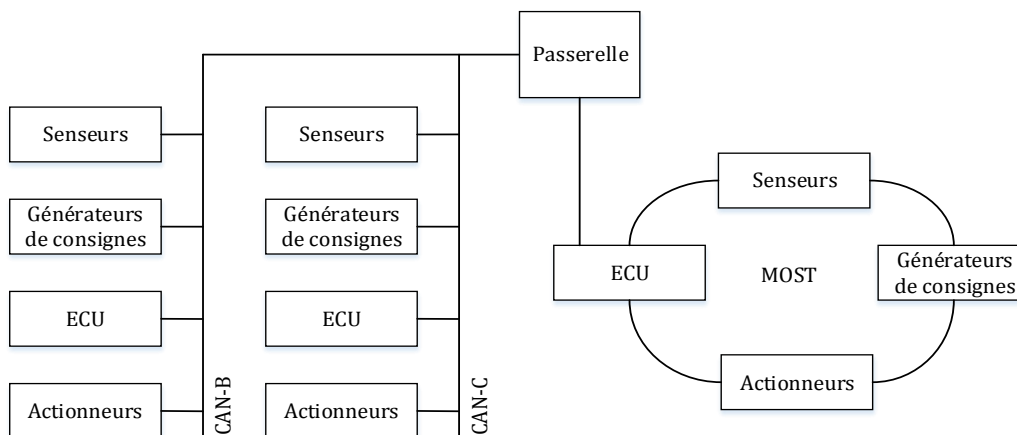 Passerelle
Senseurs
Générateurs
de consignes
ECU
Actionneurs
CAN-B
Senseurs
Générateurs
de consignes
ECU
Actionneurs
CAN-C
Senseurs
ECU
MOST
Générateurs
de consignes
Actionneurs